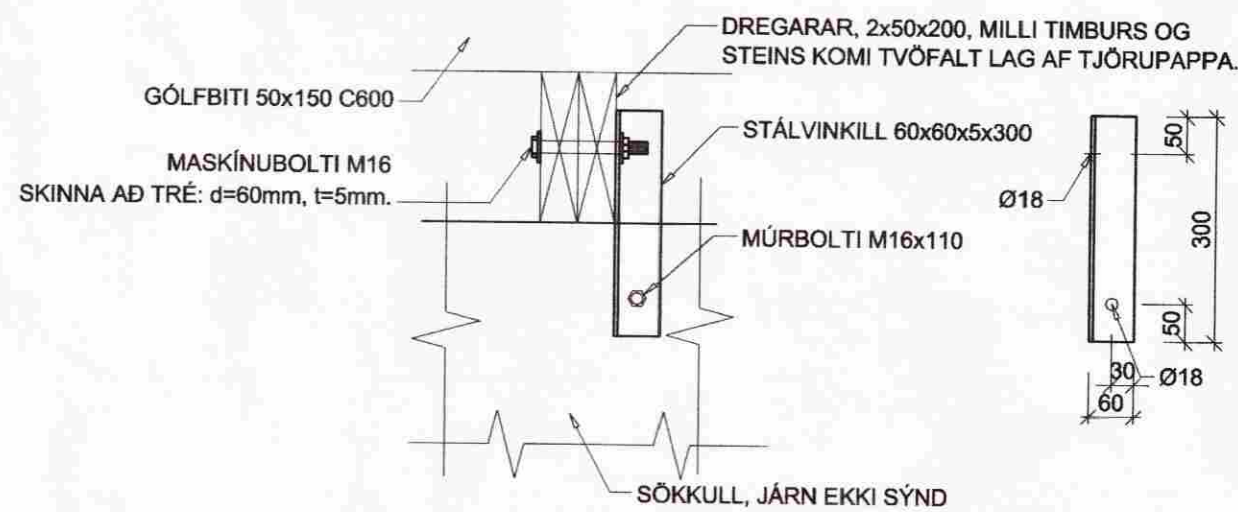 DREGARAR, 2x50x200, MILLI TIMBURS OG
STEINS KOMI TVÖFALT LAG AF TJÖRUPAPPA.
GÓLFBITI 50x150 C600
STÁLVINKILL 60x60x5x300
MASKÍNUBOLTI M16
SKINNA AÐ TRÉ: d=60mm, t=5mm.
MÚRBOLTI M16x110
SÖKKULL, JÁRN EKKI SÝND
50
Ø18
300
50
30
Ø18
60